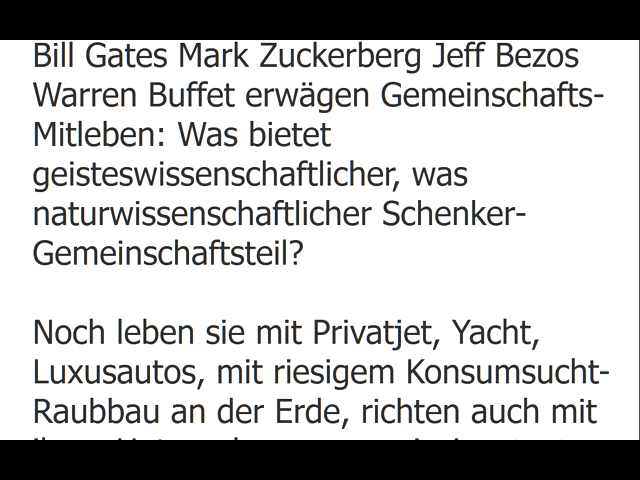 Bill Gates Mark Zuckerberg Jeff Bezos
Warren Buffet erwägen Gemeinschafts-
Mitleben: Was bietet
geisteswissenschaftlicher, was
naturwissenschaftlicher Schenker-
Gemeinschaftsteil?
Noch leben sie mit Privatjet, Yacht,
Luxusautos, mit riesigem Konsumsucht-
Raubbau an der Erde, richten auch mit